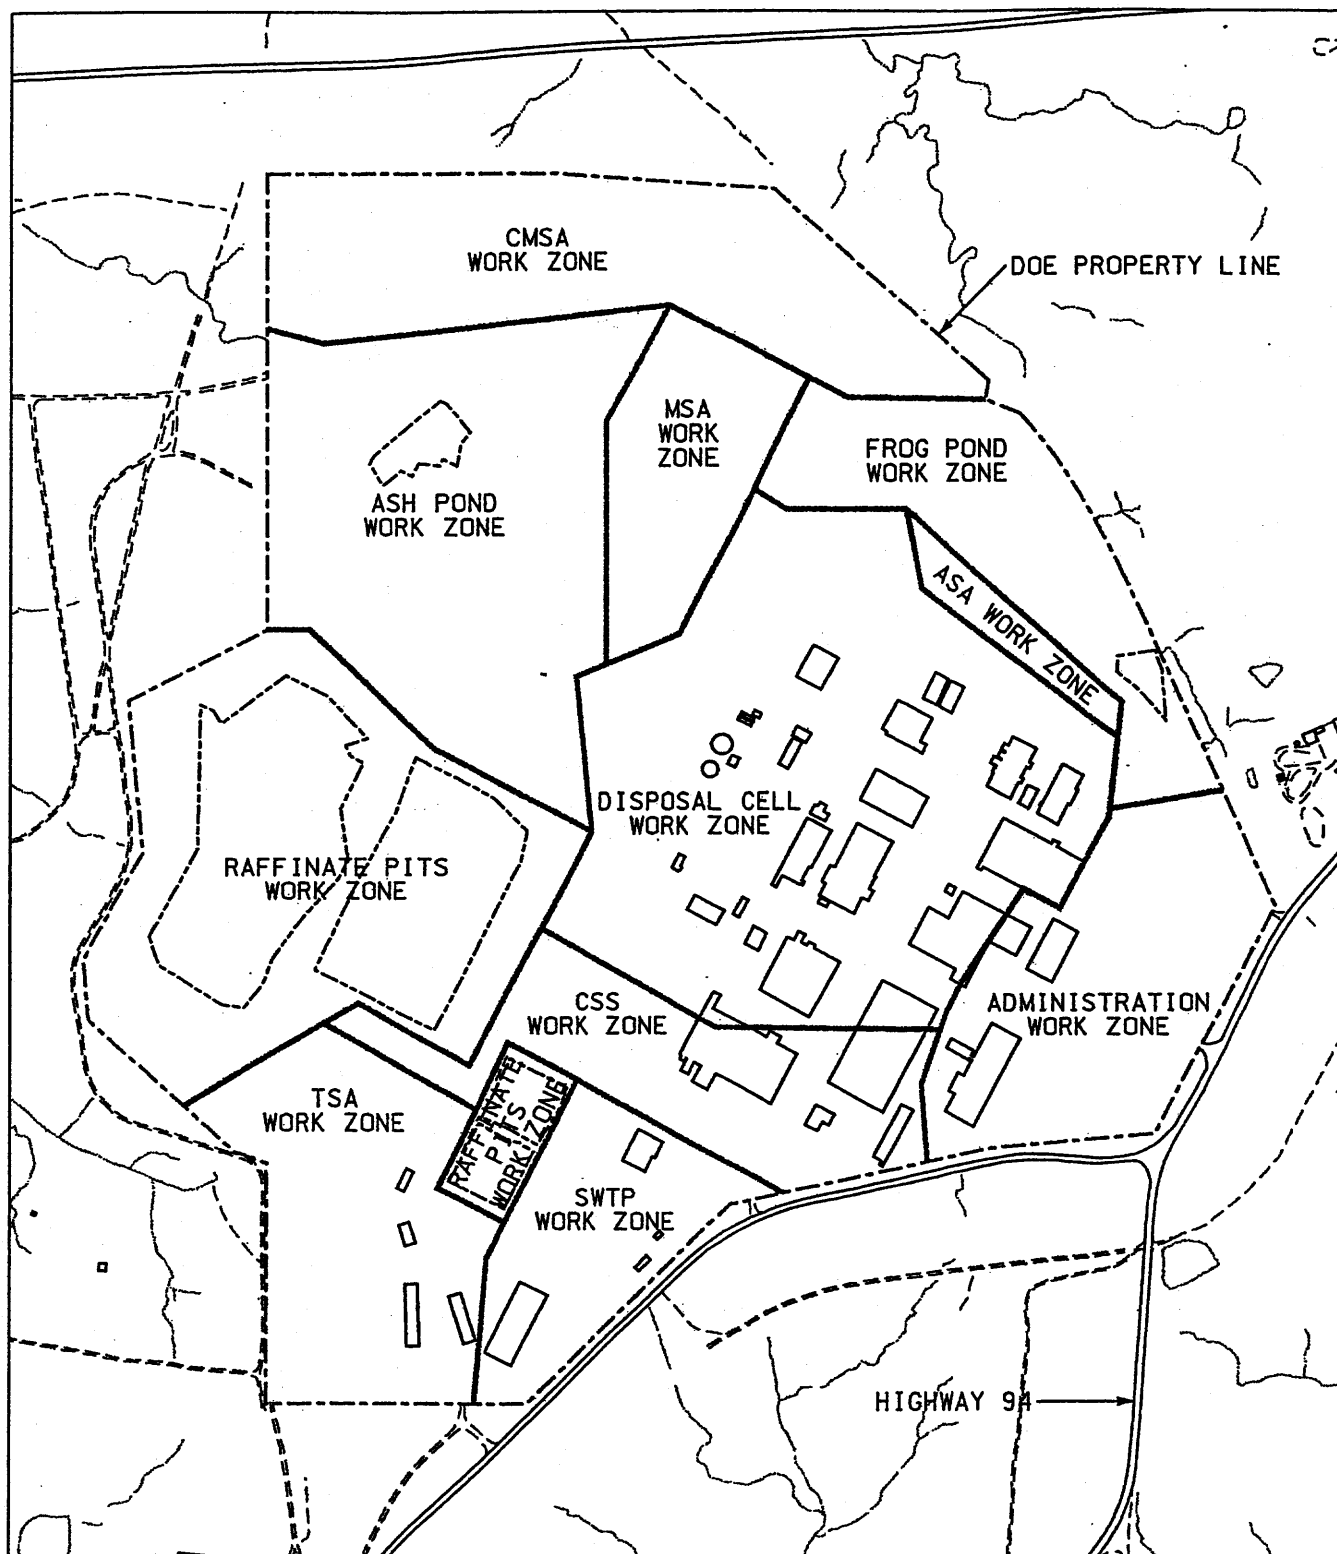 CMSA
WORK ZONE
DOE PROPERTY LINE
MSA
WORK
ZONE
FROG POND
WORK ZONE
ASH POND
WORK ZONE
ASA WORK ZONE
DISPOSAL CELL
WORK ZONE
RAFFINATE PITS
WORK ZONE
CSS
WORK ZONE
ADMINISTRATION
WORK ZONE
TSA
WORK ZONE
RAFFINATE
PITS
WORK ZONE
SWTP
WORK ZONE
HIGHWAY 94